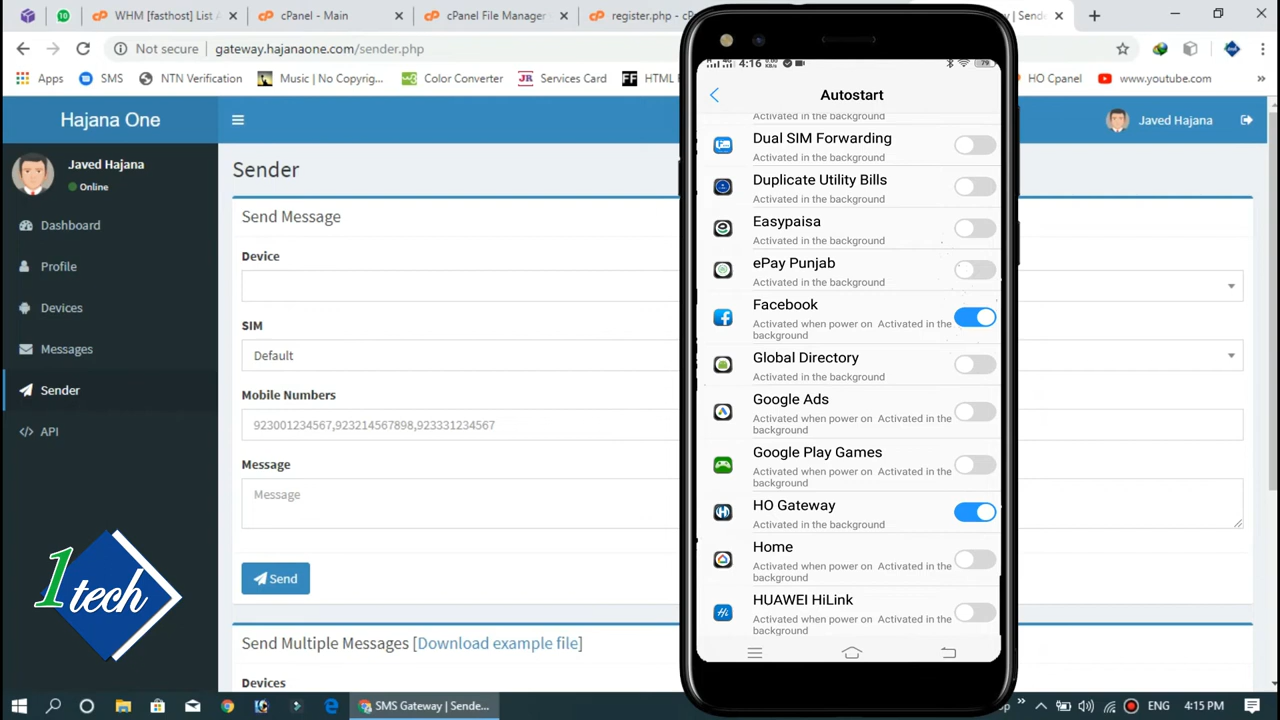 WHM [fasthost] List A
cPanel - Main
cPanel File Manager
register.php - cP
| Sende
Not secure
gateway.hajanaone.com/sender.php
Apps
SMS
NTN Verification
Music | No Copyrig...
Color Converter
Services Card
HTML
HO Cpanel
www.youtube.com
Hajana One
Javed Hajana
Javed Hajana
Online
Dashboard
Profile
Devices
Messages
Sender
API
Sender
Send Message
Device
SIM
Default
Mobile Numbers
923001234567,923214567898,923331234567
Message
Message
Send
Send Multiple Messages [Download example file]
Devices
1tech
4:16
79
Autostart
Activated in the background
Dual SIM Forwarding
Activated in the background
Duplicate Utility Bills
Activated in the background
Easypaisa
Activated in the background
ePay Punjab
Activated in the background
Facebook
Activated when power on Activated in the
background
Global Directory
Activated in the background
Google Ads
Activated when power on Activated in the
background
Google Play Games
Activated when power on Activated in the
background
HO Gateway
Activated in the background
Home
Activated when power on Activated in the
background
HUAWEI HiLink
Activated when power on Activated in the
background
SMS Gateway | Sende...
ENG
4:15 PM